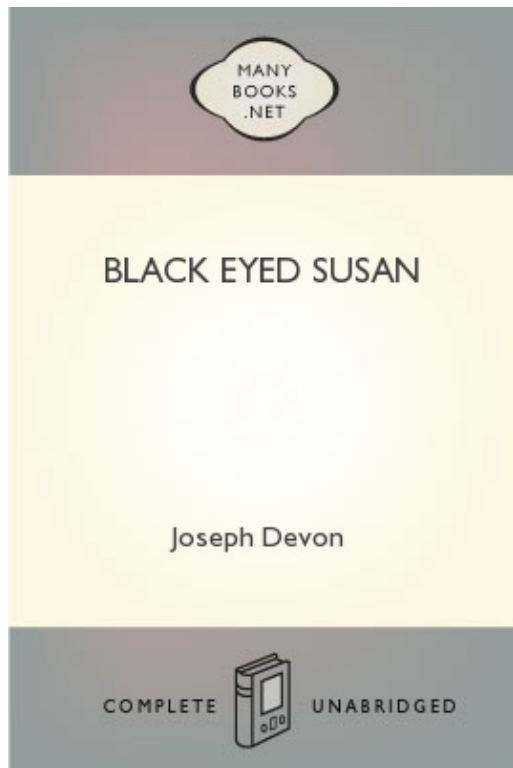 MANY
BOOKS
.NET
BLACK EYED SUSAN
Joseph Devon
COMPLETE UNABRIDGED